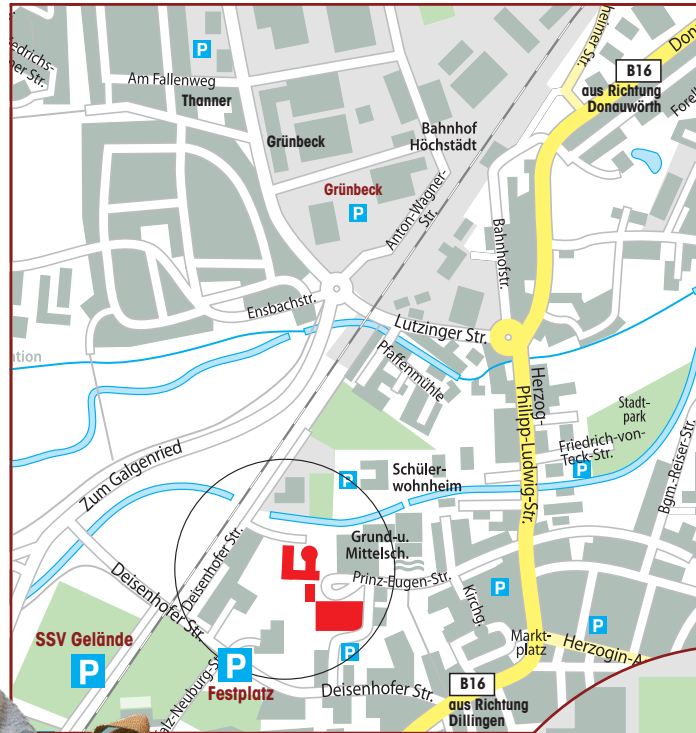 P
Am Fallenweg
Thanner
Grünbeck
Grünbeck
P
Bahnhof
Höchstädt
Anton-Wagner-
Str.
B16
aus Richtung
Donauwörth
Bahnhofstr.
Ensbachstr.
Lutzinger Str.
Pfaffenmühle
Herzog-
Philipp-Ludwig-Str.
Stadt-
park
Friedrich-von-
Teck-Str.
P
Bgm.-Reiser-Str.
Zum Galgenried
Schüler-
wohnheim
P
Grund-u.
Mittelsch.
Prinz-Eugen-Str.
Kirchg.
P
P
Markt-
platz
Deisenhofer Str.
Deisenhofer Str.
SSV Gelände
P
P
Festplatz
P
Deisenhofer Str.
B16
aus Richtung
Dillingen